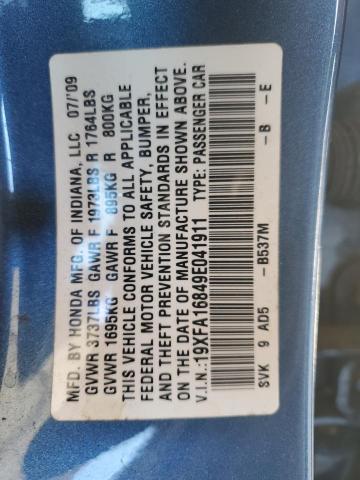 MFD. BY HONDA MFG. OF INDIANA, LLC 07/'09
GVWR 3737LBS GAWR F 1973LBS R 1764LBS
GVWR 1695KG GAWR F 895KG R 800KG
THIS VEHICLE CONFORMS TO ALL APPLICABLE
FEDERAL MOTOR VEHICLE SAFETY, BUMPER,
AND THEFT PREVENTION STANDARDS IN EFFECT
ON THE DATE OF MANUFACTURE SHOWN ABOVE.
V.I.N.:19XFA16849E041911 TYPE: PASSENGER CAR
SVK 9 AD5 -B537M -B -E